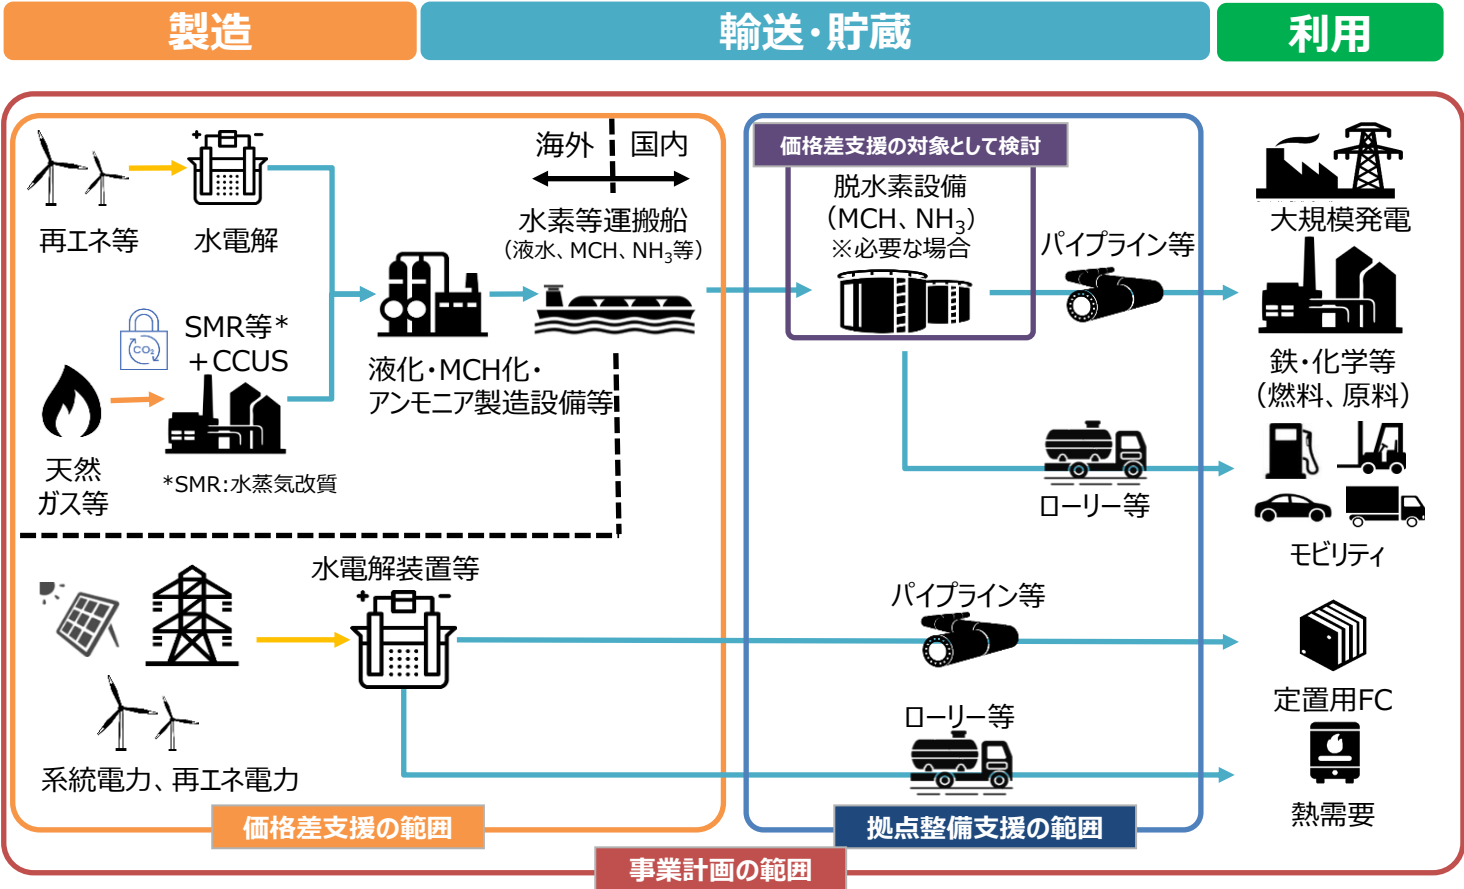 製造
輸送・貯蔵
利用
海外
国内
価格差支援の対象として検討
再エネ等
水電解
水素等運搬船
(液水、MCH、NH₃等)
脱水素設備
(MCH、NH₃)
※必要な場合
パイプライン等
大規模発電
CO₂
SMR等*
+CCUS
液化・MCH化・
アンモニア製造設備等
鉄・化学等
(燃料、原料)
天然
ガス等
*SMR:水蒸気改質
ローリー等
モビリティ
水電解装置等
パイプライン等
定置用FC
ローリー等
系統電力、再エネ電力
熱需要
価格差支援の範囲
拠点整備支援の範囲
事業計画の範囲